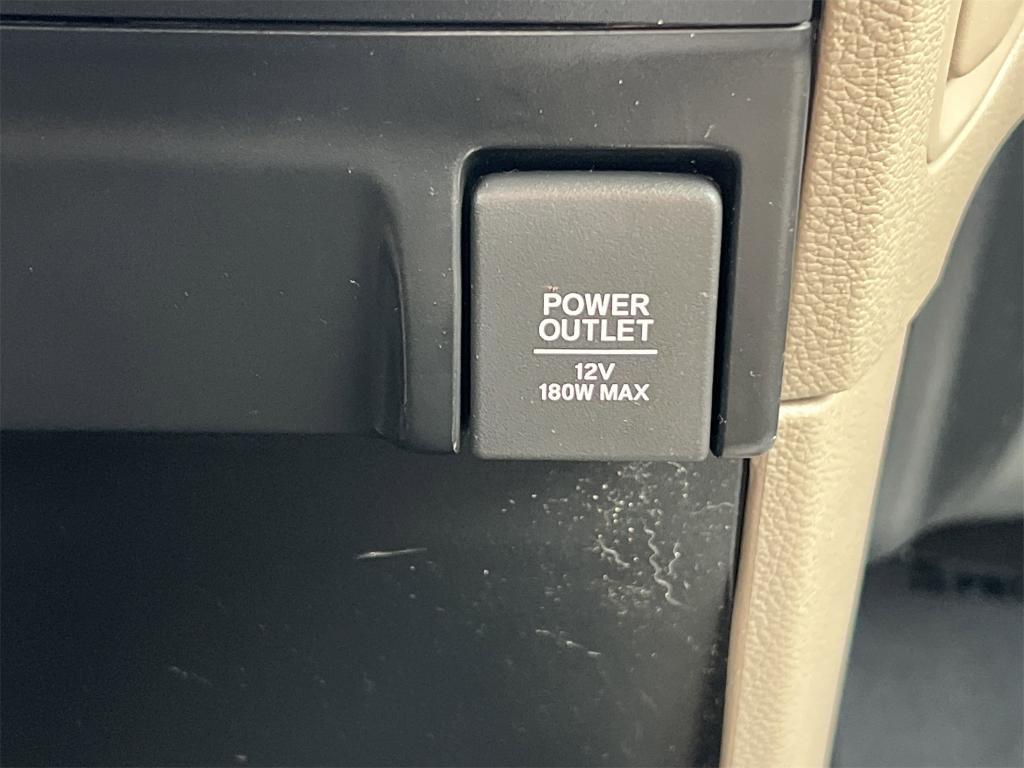 POWER
OUTLET
12V
180W MAX